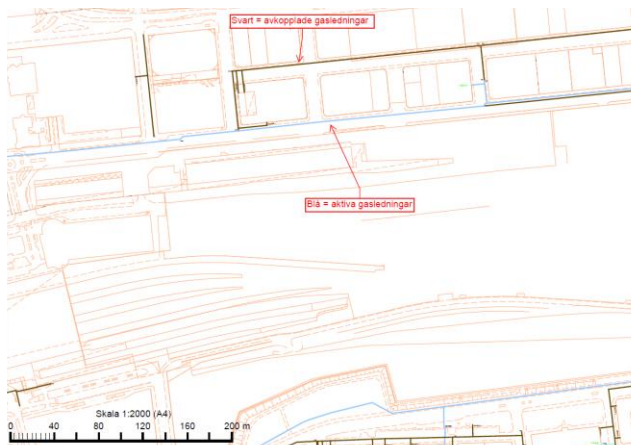 Svart = avkopplade gasledningar
Blå = aktiva gasledningar
Skala 1:2000 (A4)
0 40 80 120 160 200 m